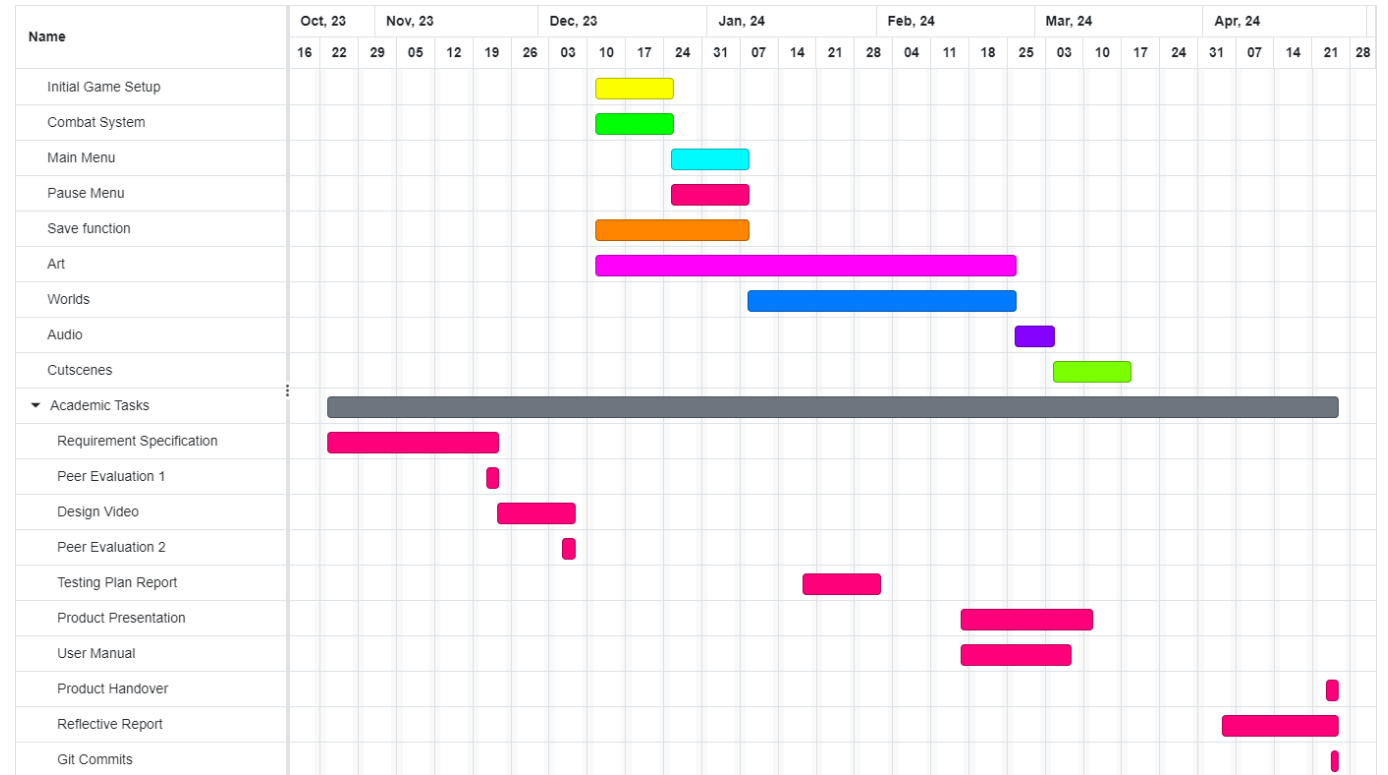 Name
Oct, 23 Nov, 23 Dec, 23 Jan, 24 Feb, 24 Mar, 24 Apr, 24
16 22 29 05 12 19 26 03 10 17 24 31 07 14 21 28 04 11 18 25 03 10 17 24 31 07 14 21 28
Initial Game Setup
Combat System
Main Menu
Pause Menu
Save function
Art
Worlds
Audio
Cutscenes
Academic Tasks
Requirement Specification
Peer Evaluation 1
Design Video
Peer Evaluation 2
Testing Plan Report
Product Presentation
User Manual
Product Handover
Reflective Report
Git Commits